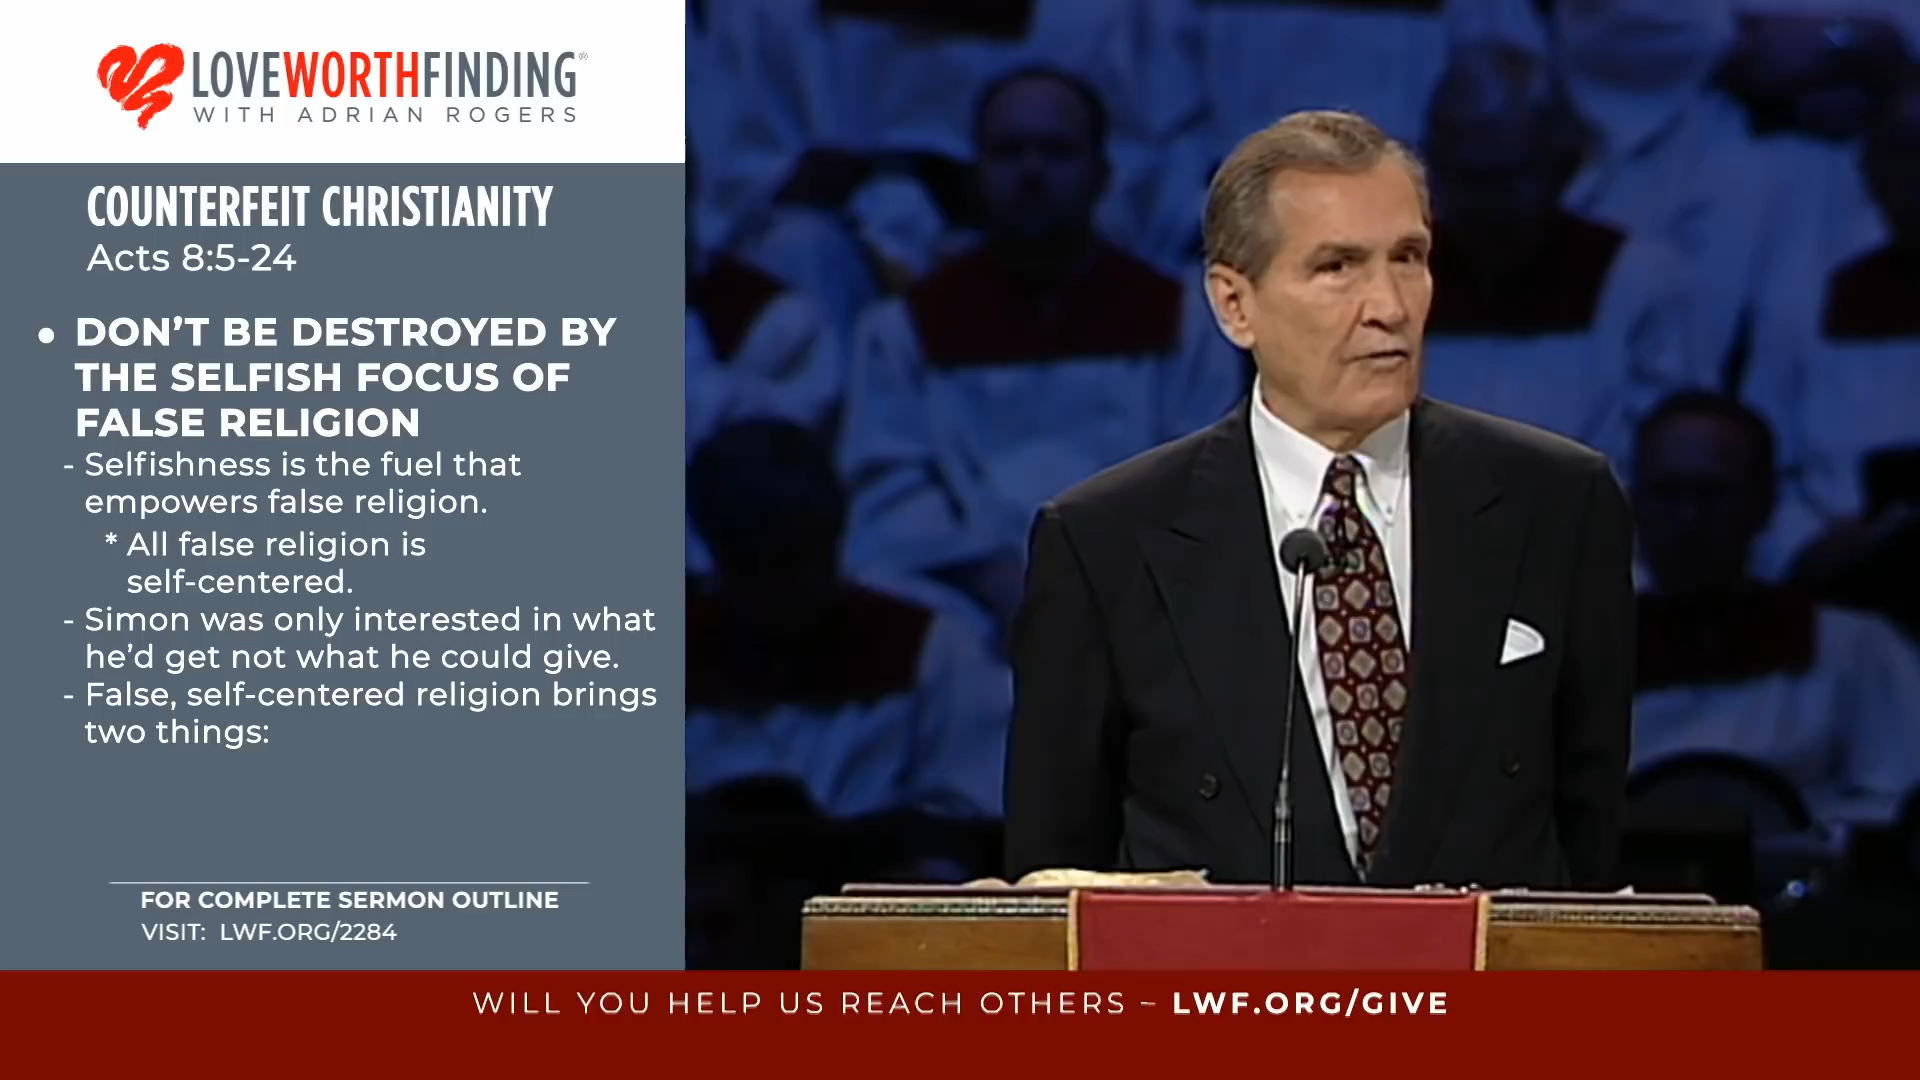 LOVEWORTHFINDING®
WITH ADRIAN ROGERS
COUNTERFEIT CHRISTIANITY
Acts 8:5-24
• DON’T BE DESTROYED BY
THE SELFISH FOCUS OF
FALSE RELIGION
- Selfishness is the fuel that
empowers false religion.
* All false religion is
self-centered.
- Simon was only interested in what
he’d get not what he could give.
- False, self-centered religion brings
two things:
FOR COMPLETE SERMON OUTLINE
VISIT: LWF.ORG/2284
WILL YOU HELP US REACH OTHERS – LWF.ORG/GIVE